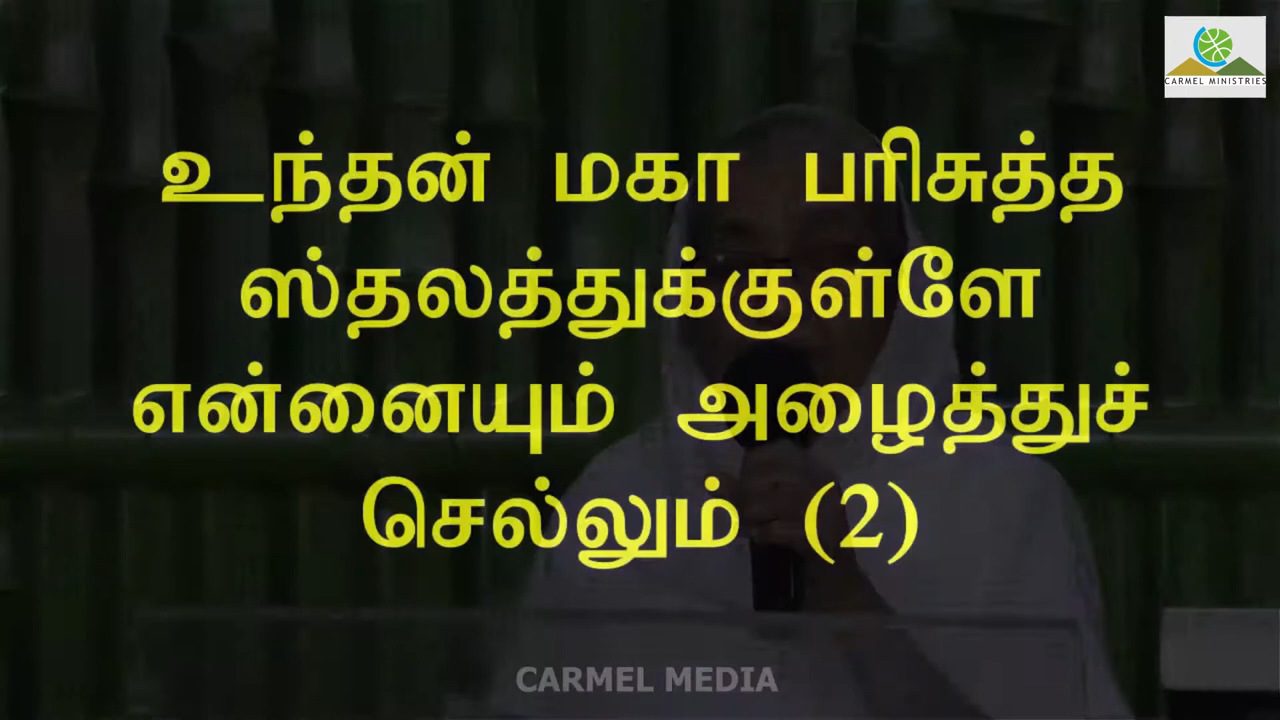 CARMEL MINISTRIES
உந்தன் மகா பரிசுத்த
ஸ்தலத்துக்குள்ளே
என்னையும் அழைத்துச்
செல்லும் (2)
CARMEL MEDIA